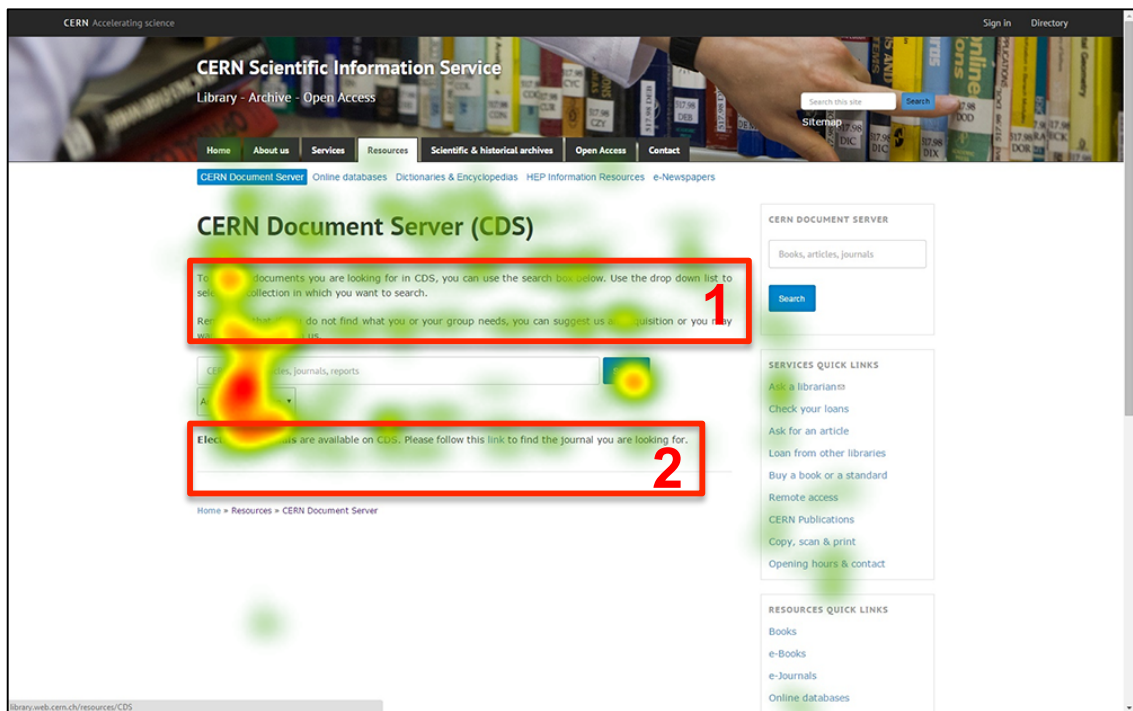 CERN Accelerating science
Sign in Directory
CERN Scientific Information Service
Library - Archive - Open Access
Search this site Search
Sitemap
Home About us Services Resources Scientific & historical archives Open Access Contact
CERN Document Server Online databases Dictionaries & Encyclopedias HEP Information Resources e-Newspapers
CERN Document Server (CDS)
To documents you are looking for in CDS, you can use the search box below. Use the drop down list to
collection in which you want to search.
do not find what you or your group needs, you can suggest us or you may
us.
1
journals, reports
are available on CDS. Please follow this link to find the journal you are looking for.
2
Home » Resources » CERN Document Server
CERN DOCUMENT SERVER
Books, articles, journals
Search
SERVICES QUICK LINKS
Ask a librarian
Check your loans
Ask for an article
Loan from other libraries
Buy a book or a standard
Remote access
CERN Publications
Copy, scan & print
Opening hours & contact
RESOURCES QUICK LINKS
Books
e-Books
e-Journals
Online databases
library.web.cern.ch/resources/CDS